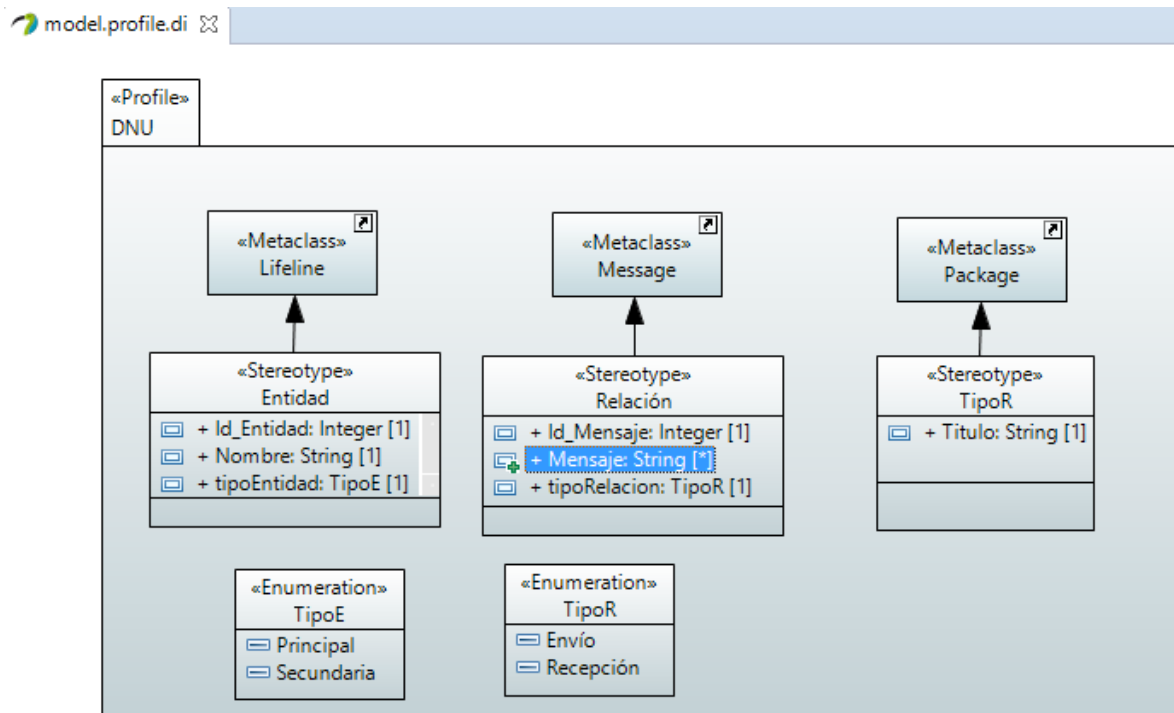 model.profile.di
«Profile»
DNU
«Metaclass»
Lifeline
«Metaclass»
Message
«Metaclass»
Package
«Stereotype»
Entidad
+ Id_Entidad: Integer [1]
+ Nombre: String [1]
+ tipoEntidad: TipoE [1]
«Stereotype»
Relación
+ Id_Mensaje: Integer [1]
+ Mensaje: String [*]
+ tipoRelacion: TipoR [1]
«Stereotype»
TipoR
+ Titulo: String [1]
«Enumeration»
TipoE
Principal
Secundaria
«Enumeration»
TipoR
Envío
Recepción